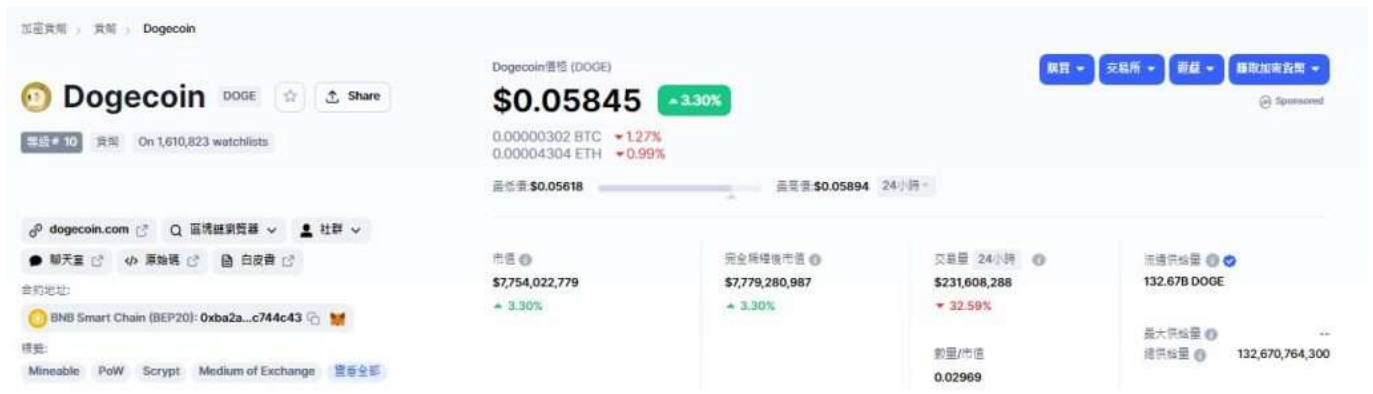 加密貨幣 > 貨幣 > Dogecoin
Dogecoin DOGE Share
等級 # 10 貨幣 On 1,610,823 watchlists
dogecoin.com 區塊鏈瀏覽器 社群
聊天室 原始碼 白皮書
合約地址:
BNB Smart Chain (BEP20): 0xba2a...c744c43
標籤:
Mineable PoW Scrypt Medium of Exchange 查看全部
Dogecoin價格 (DOGE)
$0.05845 3.30%
0.00000302 BTC 1.27%
0.00004304 ETH 0.99%
最低價:$0.05618 最高價:$0.05894 24小時
購買 交易所 遊戲 賺取加密貨幣
Sponsored
市值
$7,754,022,779
3.30%
完全稀釋後市值
$7,779,280,987
3.30%
交易量 24小時
$231,608,288
32.59%
數量/市值
0.02969
流通供給量
132.67B DOGE
最大供給量 --
總供給量 132,670,764,300